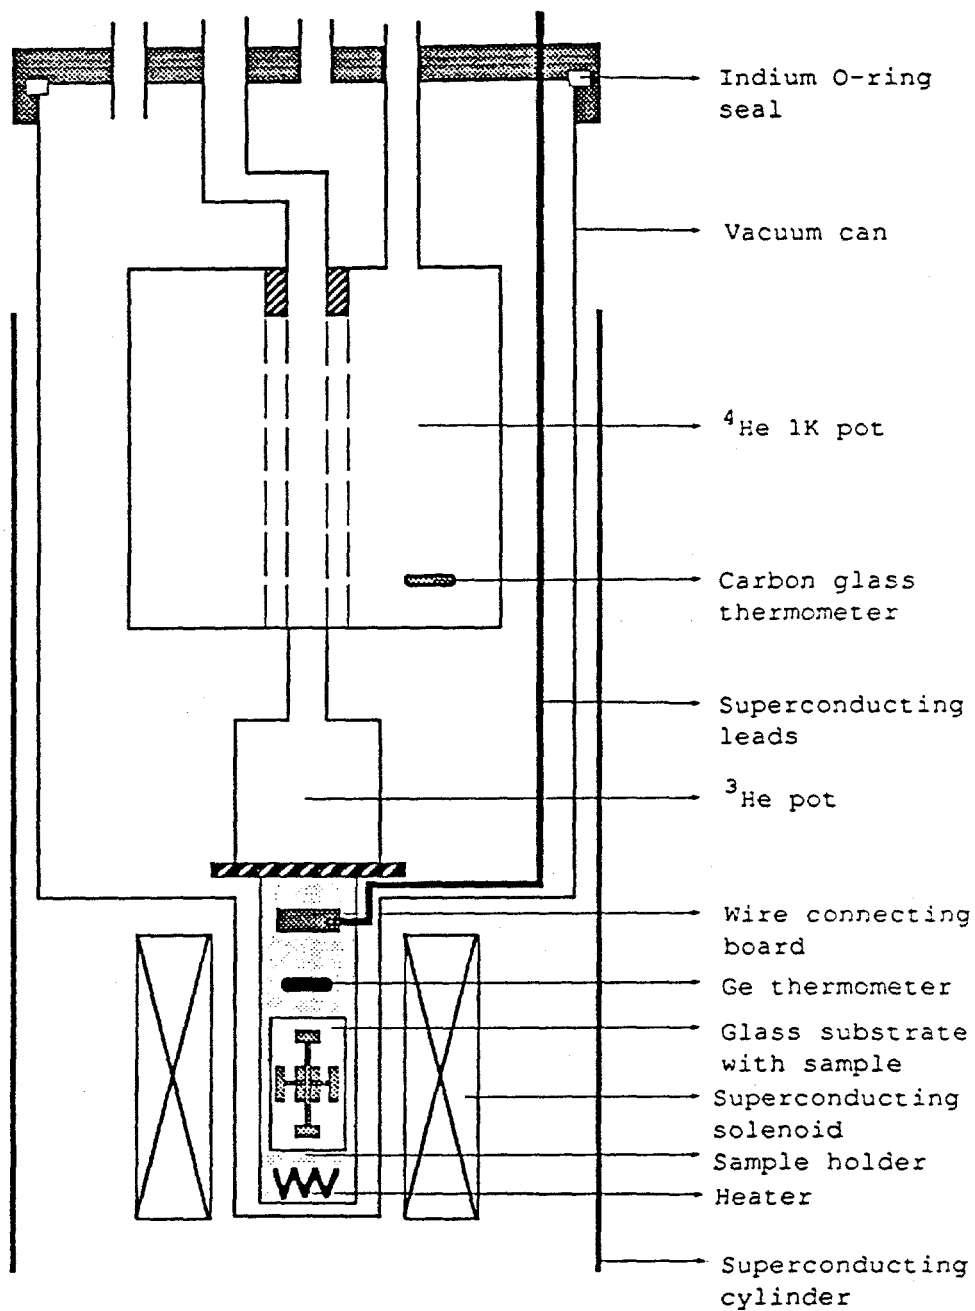 Indium O-ring
seal
Vacuum can
⁴He 1K pot
Carbon glass
thermometer
Superconducting
leads
³He pot
Wire connecting
board
Ge thermometer
Glass substrate
with sample
Superconducting
solenoid
Sample holder
Heater
Superconducting
cylinder